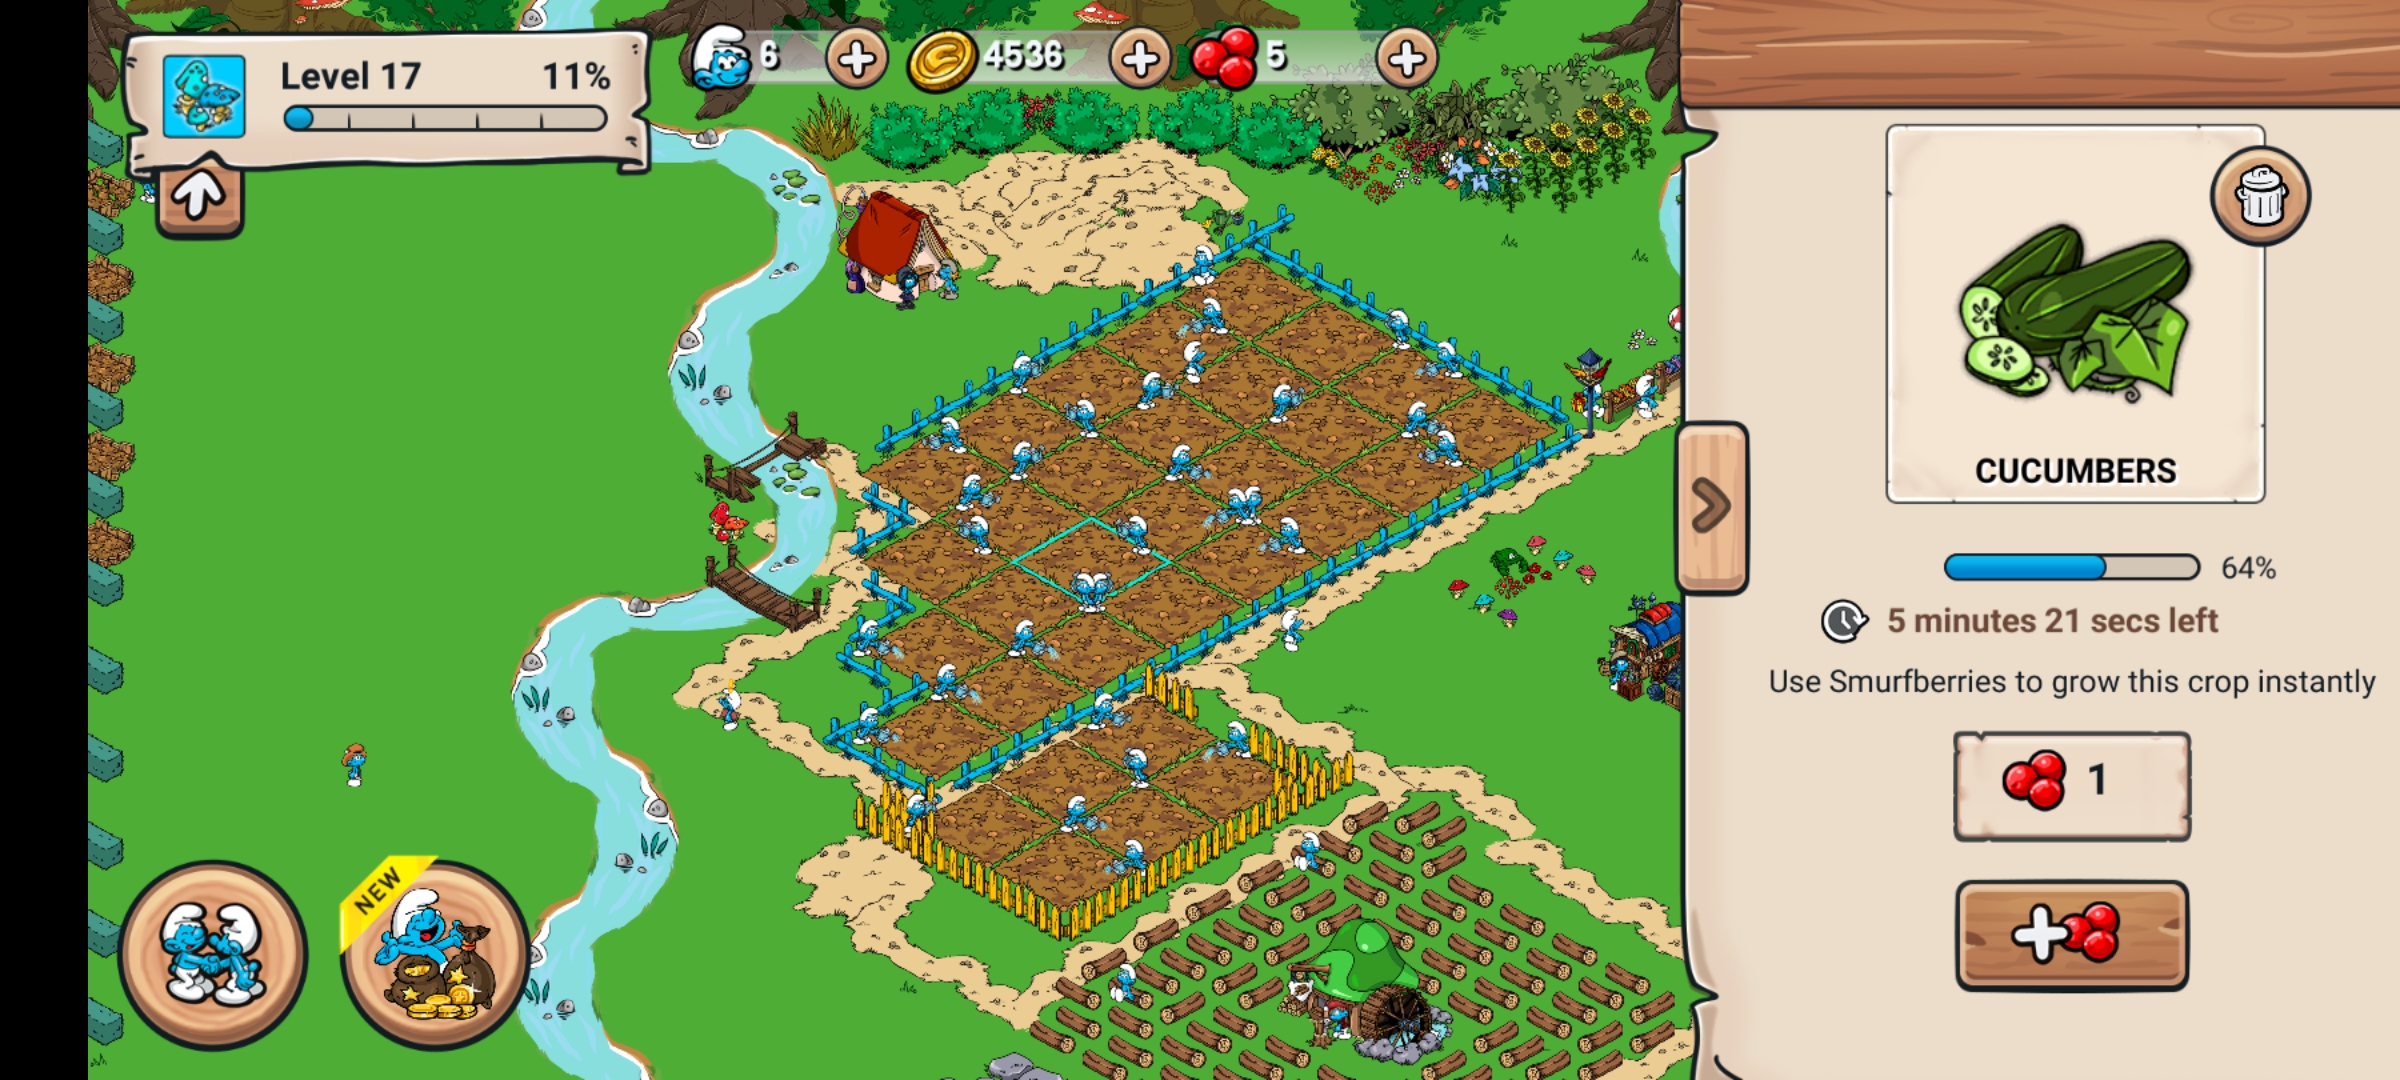 Level 17 11%
6
4536
5
CUCUMBERS
64%
5 minutes 21 secs left
Use Smurfberries to grow this crop instantly
1
NEW